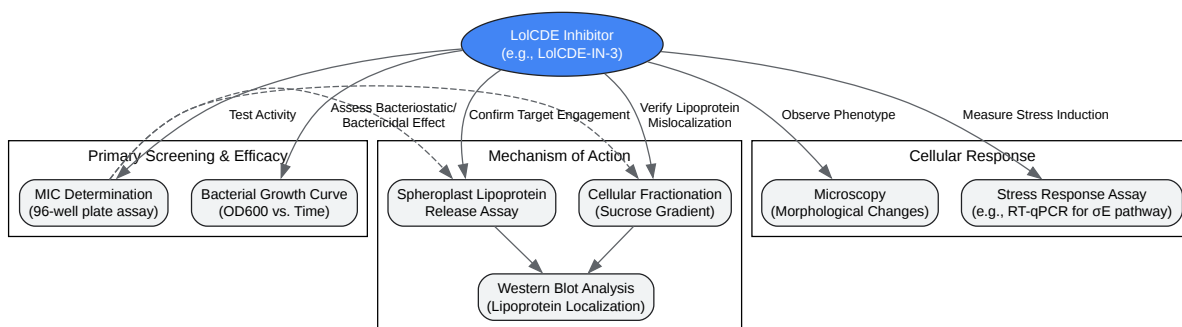 LolCDE Inhibitor
(e.g., LolCDE-IN-3)
Test Activity
Assess Bacteriostatic/
Bactericidal Effect
Confirm Target Engagement
Verify Lipoprotein
Mislocalization
Observe Phenotype
Measure Stress Induction
Primary Screening & Efficacy
MIC Determination
(96-well plate assay)
Bacterial Growth Curve
(OD600 vs. Time)
Mechanism of Action
Spheroplast Lipoprotein
Release Assay
Cellular Fractionation
(Sucrose Gradient)
Western Blot Analysis
(Lipoprotein Localization)
Cellular Response
Microscopy
(Morphological Changes)
Stress Response Assay
(e.g., RT-qPCR for σE pathway)